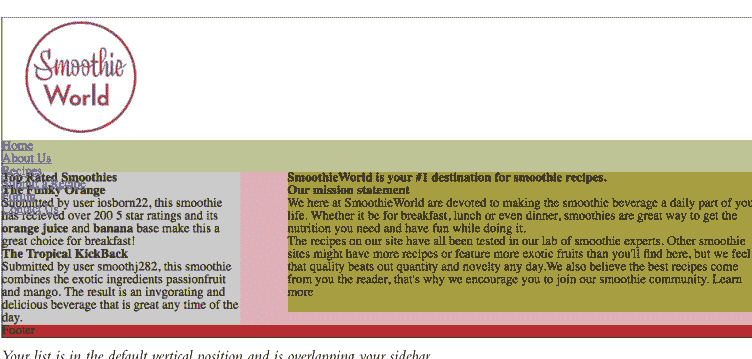 Smoothie
World
Home
About Us
Recipes
Submit a Recipe
Forum
Contact Us
Top Rated Smoothies
The Funky Orange
Submitted by user iosborn22, this smoothie
has recieved over 200 5 star ratings and its
orange juice and banana base make this a
great choice for breakfast!
The Tropical KickBack
Submitted by user smoothj282, this smoothie
combines the exotic ingredients passionfruit
and mango. The result is an invgorating and
delicious beverage that is great any time of the
day.
SmoothieWorld is your #1 destination for smoothie recipes.
Our mission statement
We here at SmoothieWorld are devoted to making the smoothie beverage a daily part of you
life. Whether it be for breakfast, lunch or even dinner, smoothies are great way to get the
nutrition you need and have fun while doing it.
The recipes on our site have all been tested in our lab of smoothie experts. Other smoothie
sites might have more recipes or feature more exotic fruits than you'll find here, but we feel
that quality beats out quantity and novelty any day.We also believe the best recipes come
from you the reader, that's why we encourage you to join our smoothie community. Learn
more
Footer
Your list is in the default vertical position and is overlapping your sidebar.